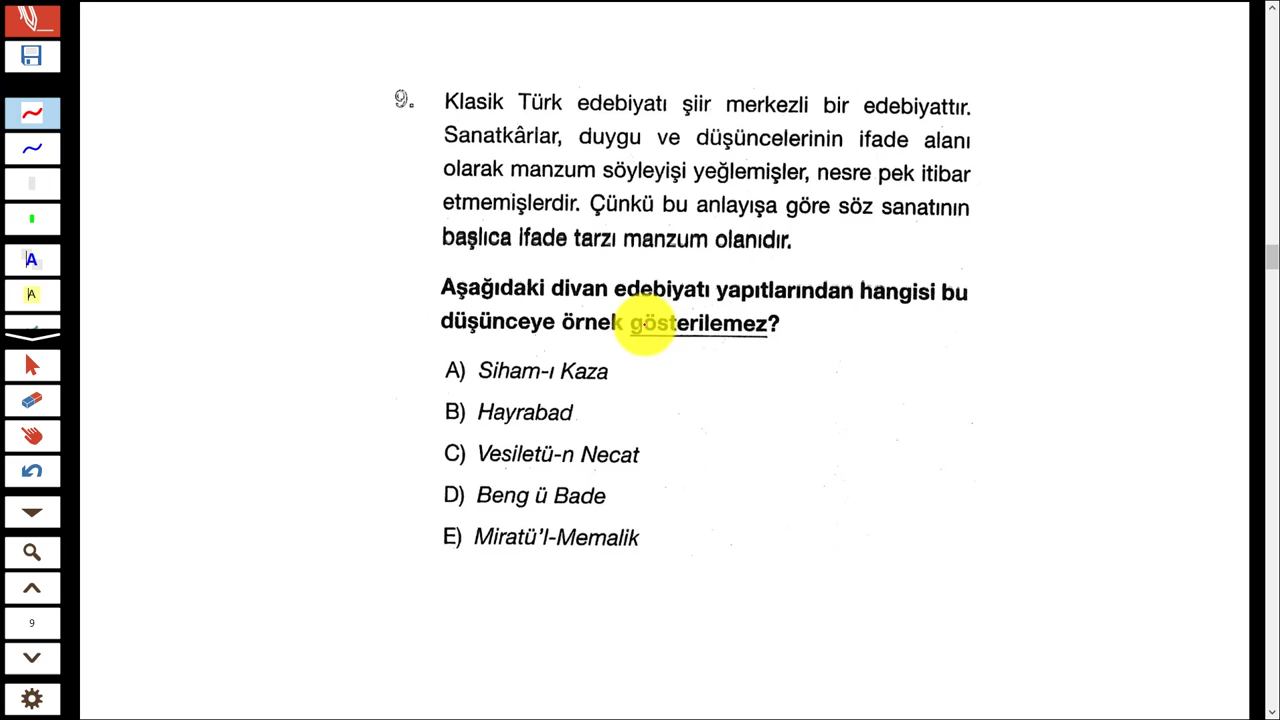 9. Klasik Türk edebiyatı şiir merkezli bir edebiyattır.
Sanatkârlar, duygu ve düşüncelerinin ifade alanı
olarak manzum söyleyişi yeğlemişler, nesre pek itibar
etmemişlerdir. Çünkü bu anlayışa göre söz sanatının
başlıca ifade tarzı manzum olanıdır.
Aşağıdaki divan edebiyatı yapıtlarından hangisi bu
düşünceye örnek gösterilemez?
A) Siham-ı Kaza
B) Hayrabad
C) Vesiletü-n Necat
D) Beng ü Bade
E) Miratü'l-Memalik
A
A
9